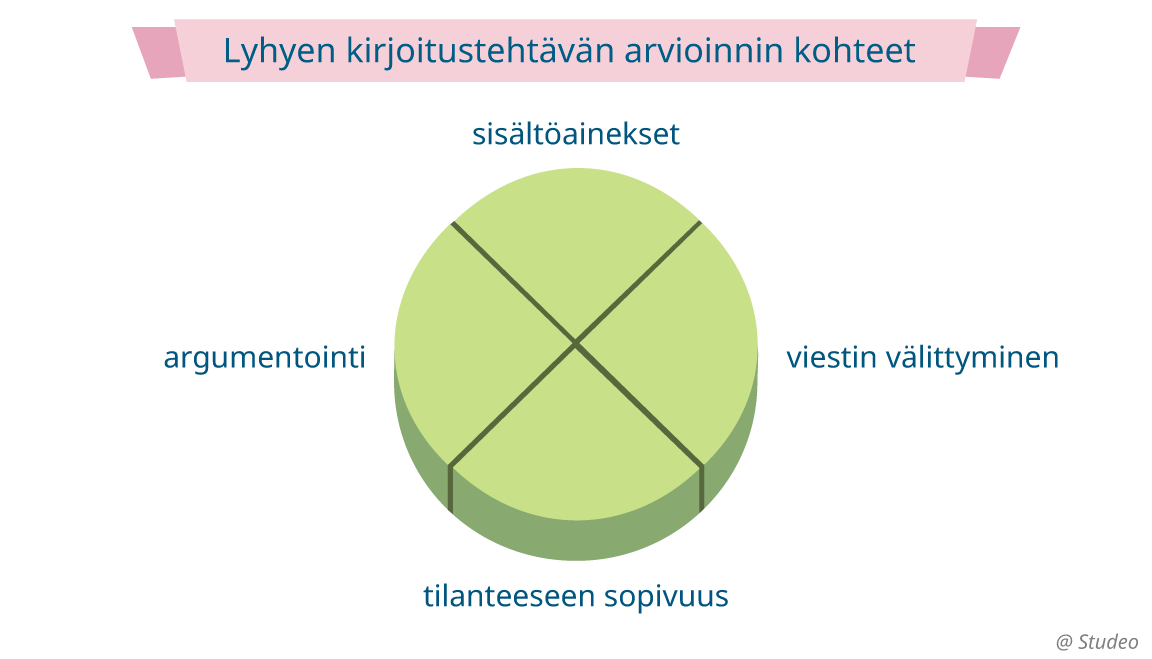 Lyhyen kirjoitustehtävän arvioinnin kohteet
sisältöainekset
argumentointi
viestin välittyminen
tilanteeseen sopivuus
@ Studeo